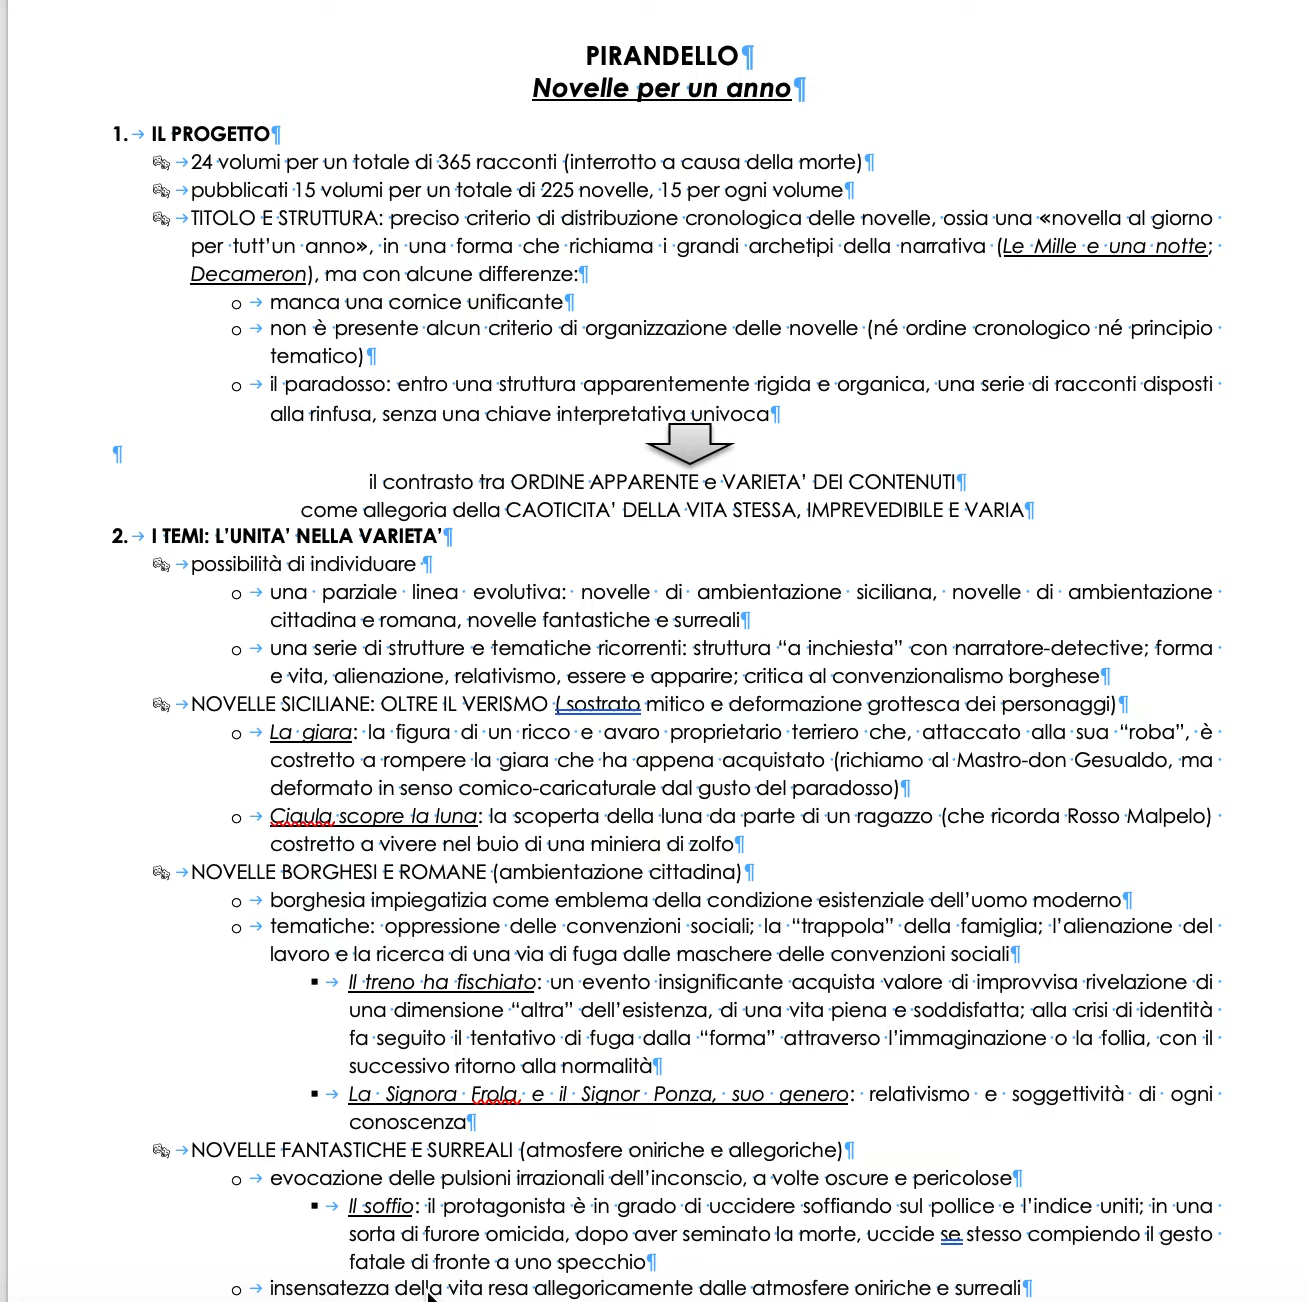 PIRANDELLO¶
Novelle per un anno¶
1.→ IL PROGETTO¶
→24 volumi per un totale di 365 racconti (interrotto a causa della morte)¶
→pubblicati 15 volumi per un totale di 225 novelle, 15 per ogni volume¶
→TITOLO E STRUTTURA: preciso criterio di distribuzione cronologica delle novelle, ossia una «novella al giorno
per tutt’un anno», in una forma che richiama i grandi archetipi della narrativa (Le Mille e una notte;
Decameron), ma con alcune differenze:¶
o → manca una cornice unificante¶
o → non è presente alcun criterio di organizzazione delle novelle (né ordine cronologico né principio
tematico)¶
o → il paradosso: entro una struttura apparentemente rigida e organica, una serie di racconti disposti
alla rinfusa, senza una chiave interpretativa univoca¶
¶
il contrasto tra ORDINE APPARENTE e VARIETA’ DEI CONTENUTI¶
come allegoria della CAOTICITA’ DELLA VITA STESSA, IMPREVEDIBILE E VARIA¶
2.→ I TEMI: L’UNITA’ NELLA VARIETA’¶
→possibilità di individuare ¶
o → una parziale linea evolutiva: novelle di ambientazione siciliana, novelle di ambientazione
cittadina e romana, novelle fantastiche e surreali¶
o → una serie di strutture e tematiche ricorrenti: struttura “a inchiesta” con narratore-detective; forma
e vita, alienazione, relativismo, essere e apparire; critica al convenzionalismo borghese¶
→NOVELLE SICILIANE: OLTRE IL VERISMO ( sostrato mitico e deformazione grottesca dei personaggi)¶
o → La giara: la figura di un ricco e avaro proprietario terriero che, attaccato alla sua “roba”, è
costretto a rompere la giara che ha appena acquistato (richiamo al Mastro-don Gesualdo, ma
deformato in senso comico-caricaturale dal gusto del paradosso)¶
o → Ciaula scopre la luna: la scoperta della luna da parte di un ragazzo (che ricorda Rosso Malpelo)
costretto a vivere nel buio di una miniera di zolfo¶
→NOVELLE BORGHESI E ROMANE (ambientazione cittadina)¶
o → borghesia impiegatizia come emblema della condizione esistenziale dell’uomo moderno¶
o → tematiche: oppressione delle convenzioni sociali; la “trappola” della famiglia; l’alienazione del
lavoro e la ricerca di una via di fuga dalle maschere delle convenzioni sociali¶
▪ → Il treno ha fischiato: un evento insignificante acquista valore di improvvisa rivelazione di
una dimensione “altra” dell’esistenza, di una vita piena e soddisfatta; alla crisi di identità
fa seguito il tentativo di fuga dalla “forma” attraverso l’immaginazione o la follia, con il
successivo ritorno alla normalità¶
▪ → La Signora Frola, e il Signor Ponza, suo genero: relativismo e soggettività di ogni
conoscenza¶
→NOVELLE FANTASTICHE E SURREALI (atmosfere oniriche e allegoriche)¶
o → evocazione delle pulsioni irrazionali dell’inconscio, a volte oscure e pericolose¶
▪ → Il soffio: il protagonista è in grado di uccidere soffiando sul pollice e l’indice uniti; in una
sorta di furore omicida, dopo aver seminato la morte, uccide se stesso compiendo il gesto
fatale di fronte a uno specchio¶
o → insensatezza della vita resa allegoricamente dalle atmosfere oniriche e surreali¶